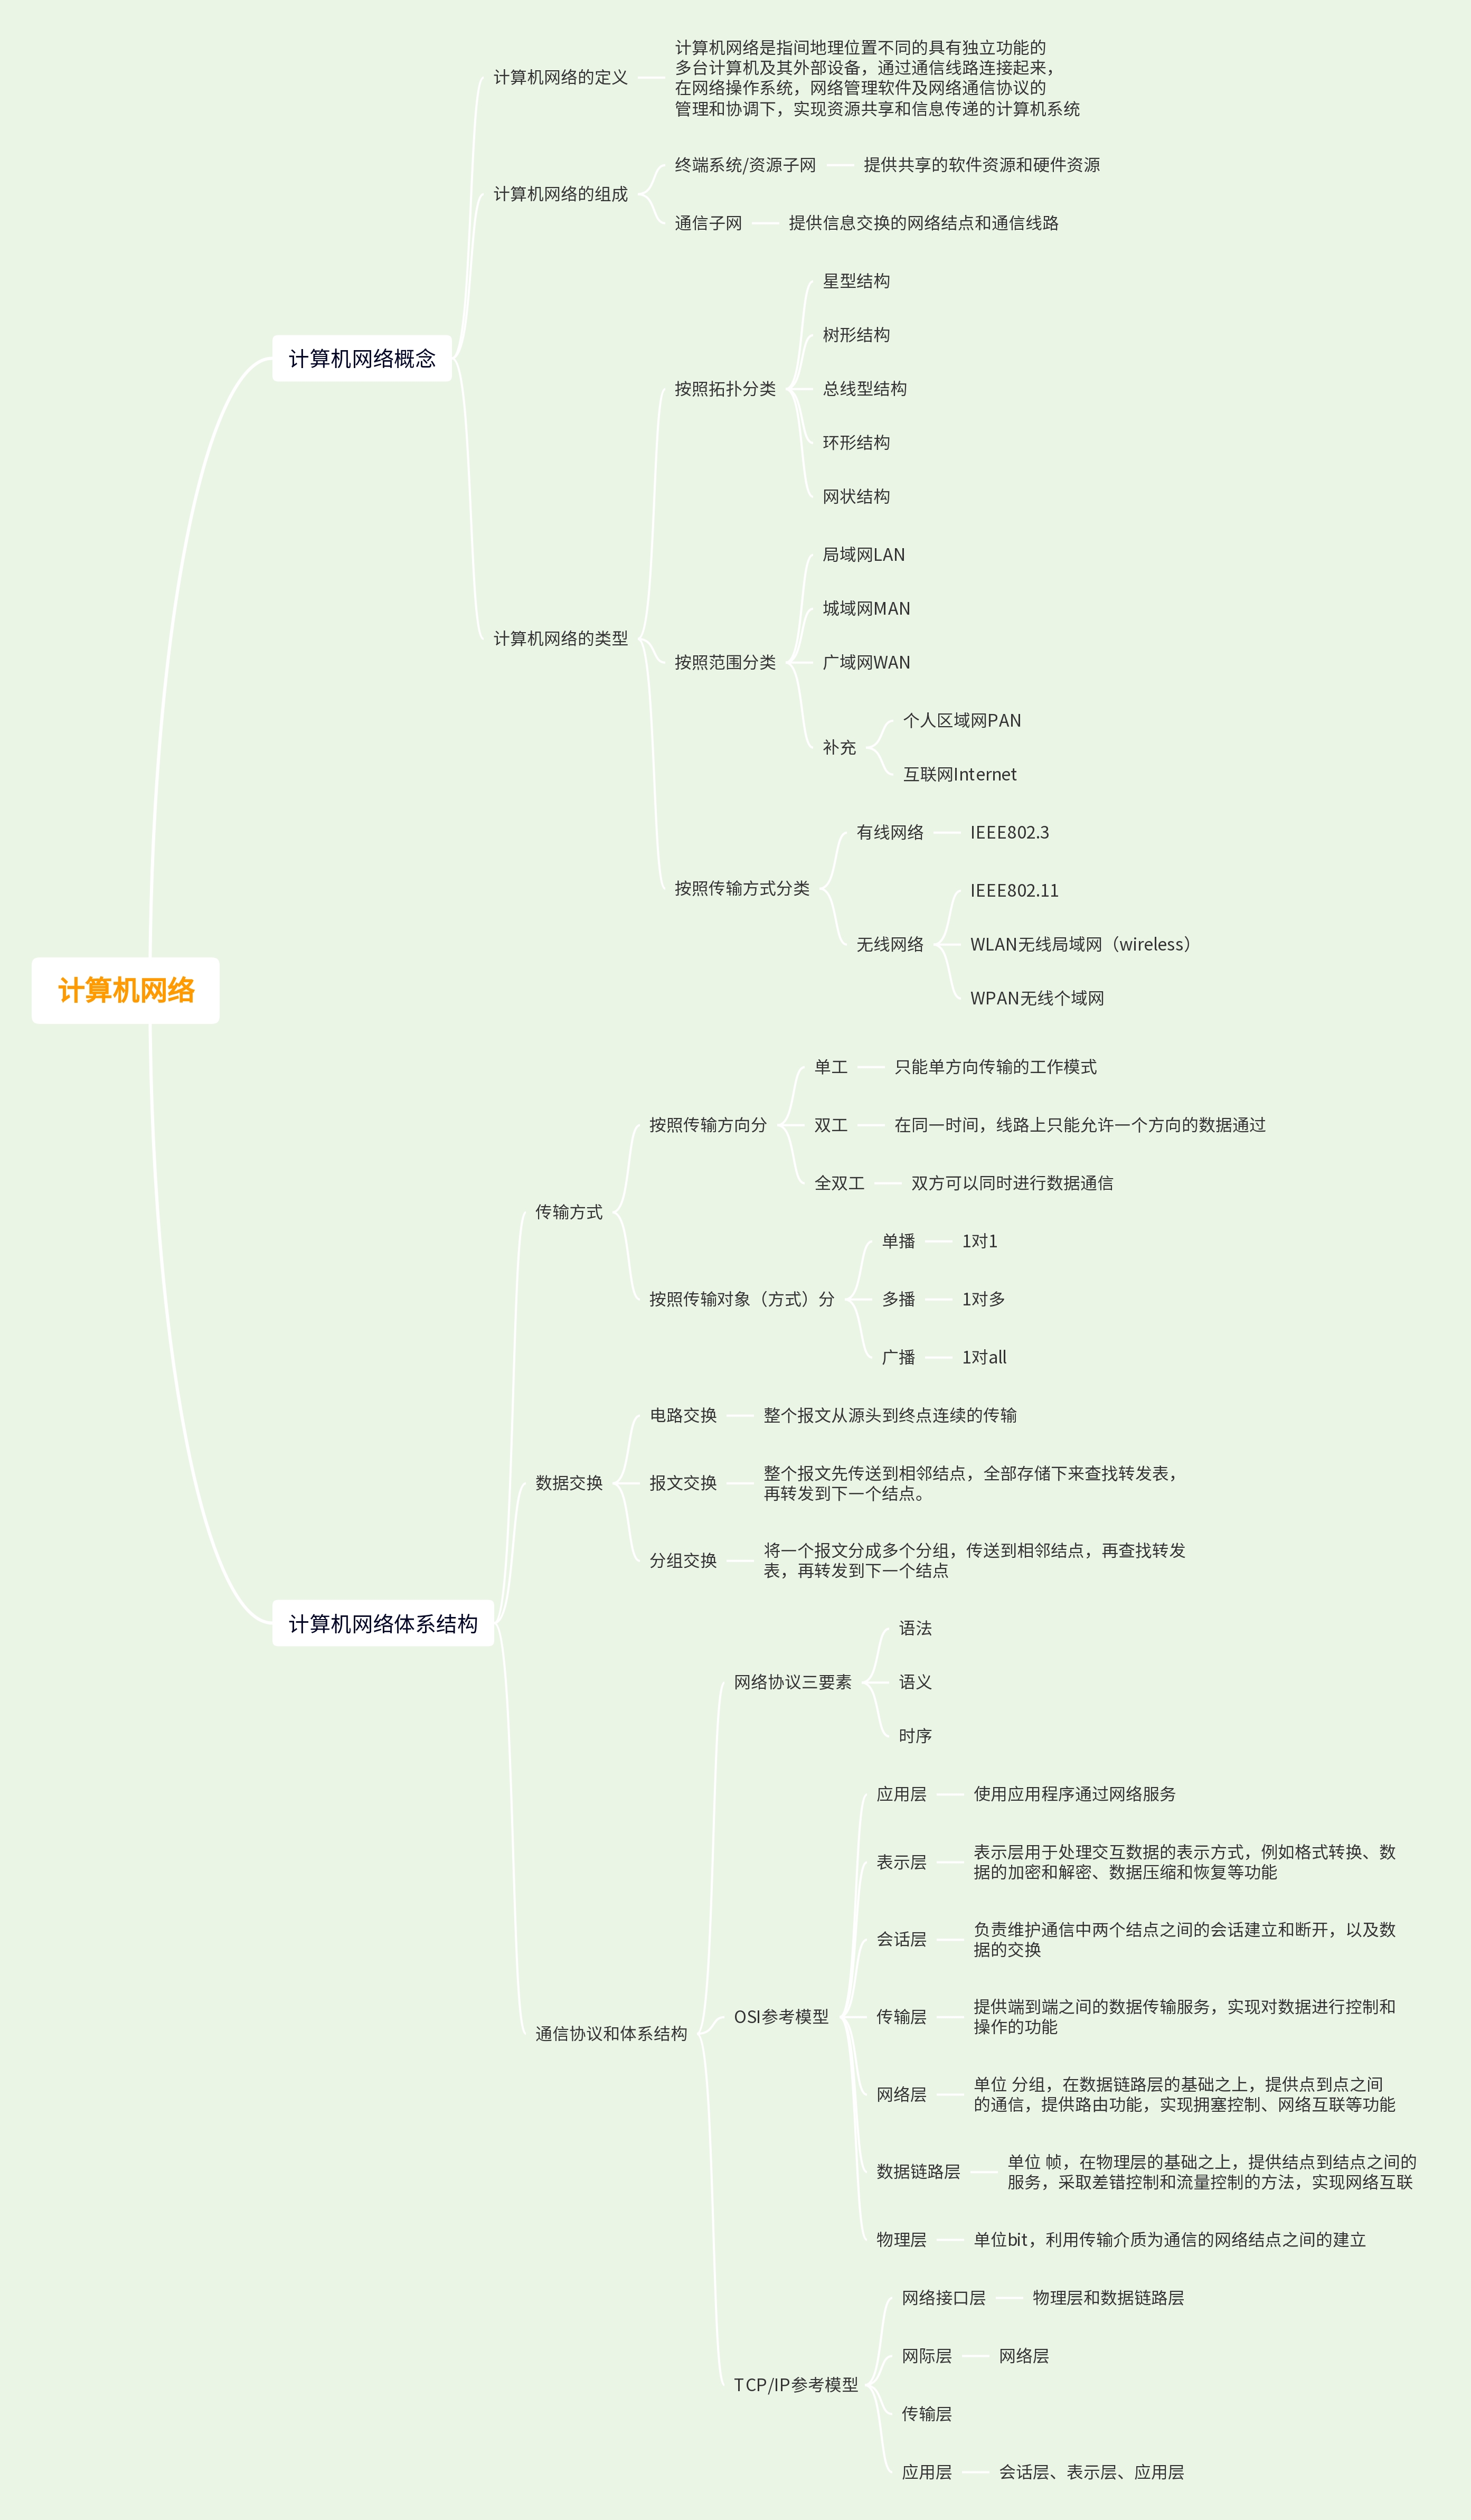 计算机网络
计算机网络概念
计算机网络的定义
计算机网络是指间地理位置不同的具有独立功能的
多台计算机及其外部设备，通过通信线路连接起来，
在网络操作系统，网络管理软件及网络通信协议的
管理和协调下，实现资源共享和信息传递的计算机系统
计算机网络的组成
终端系统/资源子网
提供共享的软件资源和硬件资源
通信子网
提供信息交换的网络结点和通信线路
计算机网络的类型
按照拓扑分类
星型结构
树形结构
总线型结构
环形结构
网状结构
按照范围分类
局域网LAN
城域网MAN
广域网WAN
补充
个人区域网PAN
互联网Internet
按照传输方式分类
有线网络
IEEE802.3
无线网络
IEEE802.11
WLAN无线局域网（wireless）
WPAN无线个域网
计算机网络体系结构
传输方式
按照传输方向分
单工
只能单方向传输的工作模式
双工
在同一时间，线路上只能允许一个方向的数据通过
全双工
双方可以同时进行数据通信
按照传输对象（方式）分
单播
1对1
多播
1对多
广播
1对all
数据交换
电路交换
整个报文从源头到终点连续的传输
报文交换
整个报文先传送到相邻结点，全部存储下来查找转发表，
再转发到下一个结点。
分组交换
将一个报文分成多个分组，传送到相邻结点，再查找转发
表，再转发到下一个结点
通信协议和体系结构
网络协议三要素
语法
语义
时序
OSI参考模型
应用层
使用应用程序通过网络服务
表示层
表示层用于处理交互数据的表示方式，例如格式转换、数
据的加密和解密、数据压缩和恢复等功能
会话层
负责维护通信中两个结点之间的会话建立和断开，以及数
据的交换
传输层
提供端到端之间的数据传输服务，实现对数据进行控制和
操作的功能
网络层
单位 分组，在数据链路层的基础之上，提供点到点之间
的通信，提供路由功能，实现拥塞控制、网络互联等功能
数据链路层
单位 帧，在物理层的基础之上，提供结点到结点之间的
服务，采取差错控制和流量控制的方法，实现网络互联
物理层
单位bit，利用传输介质为通信的网络结点之间的建立
TCP/IP参考模型
网络接口层
物理层和数据链路层
网际层
网络层
传输层
应用层
会话层、表示层、应用层